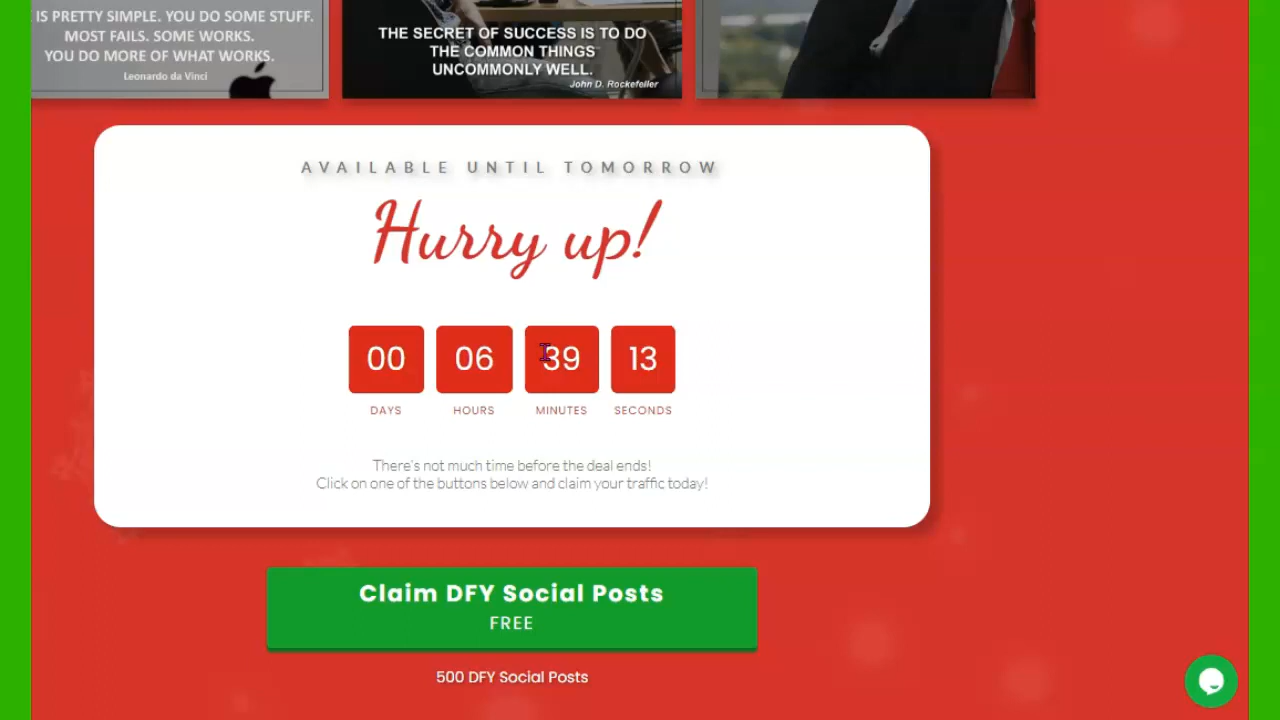 IS PRETTY SIMPLE. YOU DO SOME STUFF.
MOST FAILS. SOME WORKS.
YOU DO MORE OF WHAT WORKS.
Leonardo da Vinci
THE SECRET OF SUCCESS IS TO DO
THE COMMON THINGS
UNCOMMONLY WELL.
John D. Rockefeller
AVAILABLE UNTIL TOMORROW
Hurry up!
00 06 39 13
DAYS HOURS MINUTES SECONDS
There's not much time before the deal ends!
Click on one of the buttons below and claim your traffic today!
Claim DFY Social Posts
FREE
500 DFY Social Posts